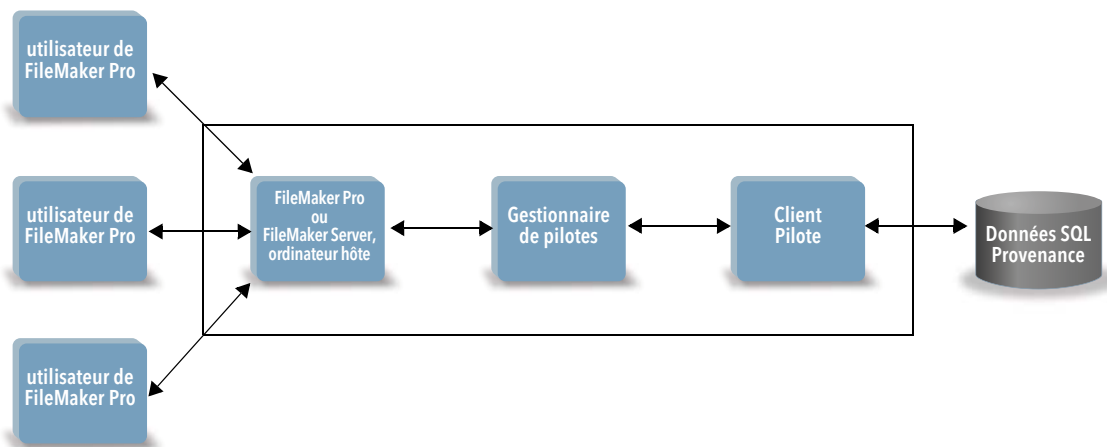 utilisateur de
FileMaker Pro
utilisateur de
FileMaker Pro
FileMaker Pro
ou
FileMaker Server,
ordinateur hôte
Gestionnaire
de pilotes
Client
Pilote
Données SQL
Provenance
utilisateur de
FileMaker Pro